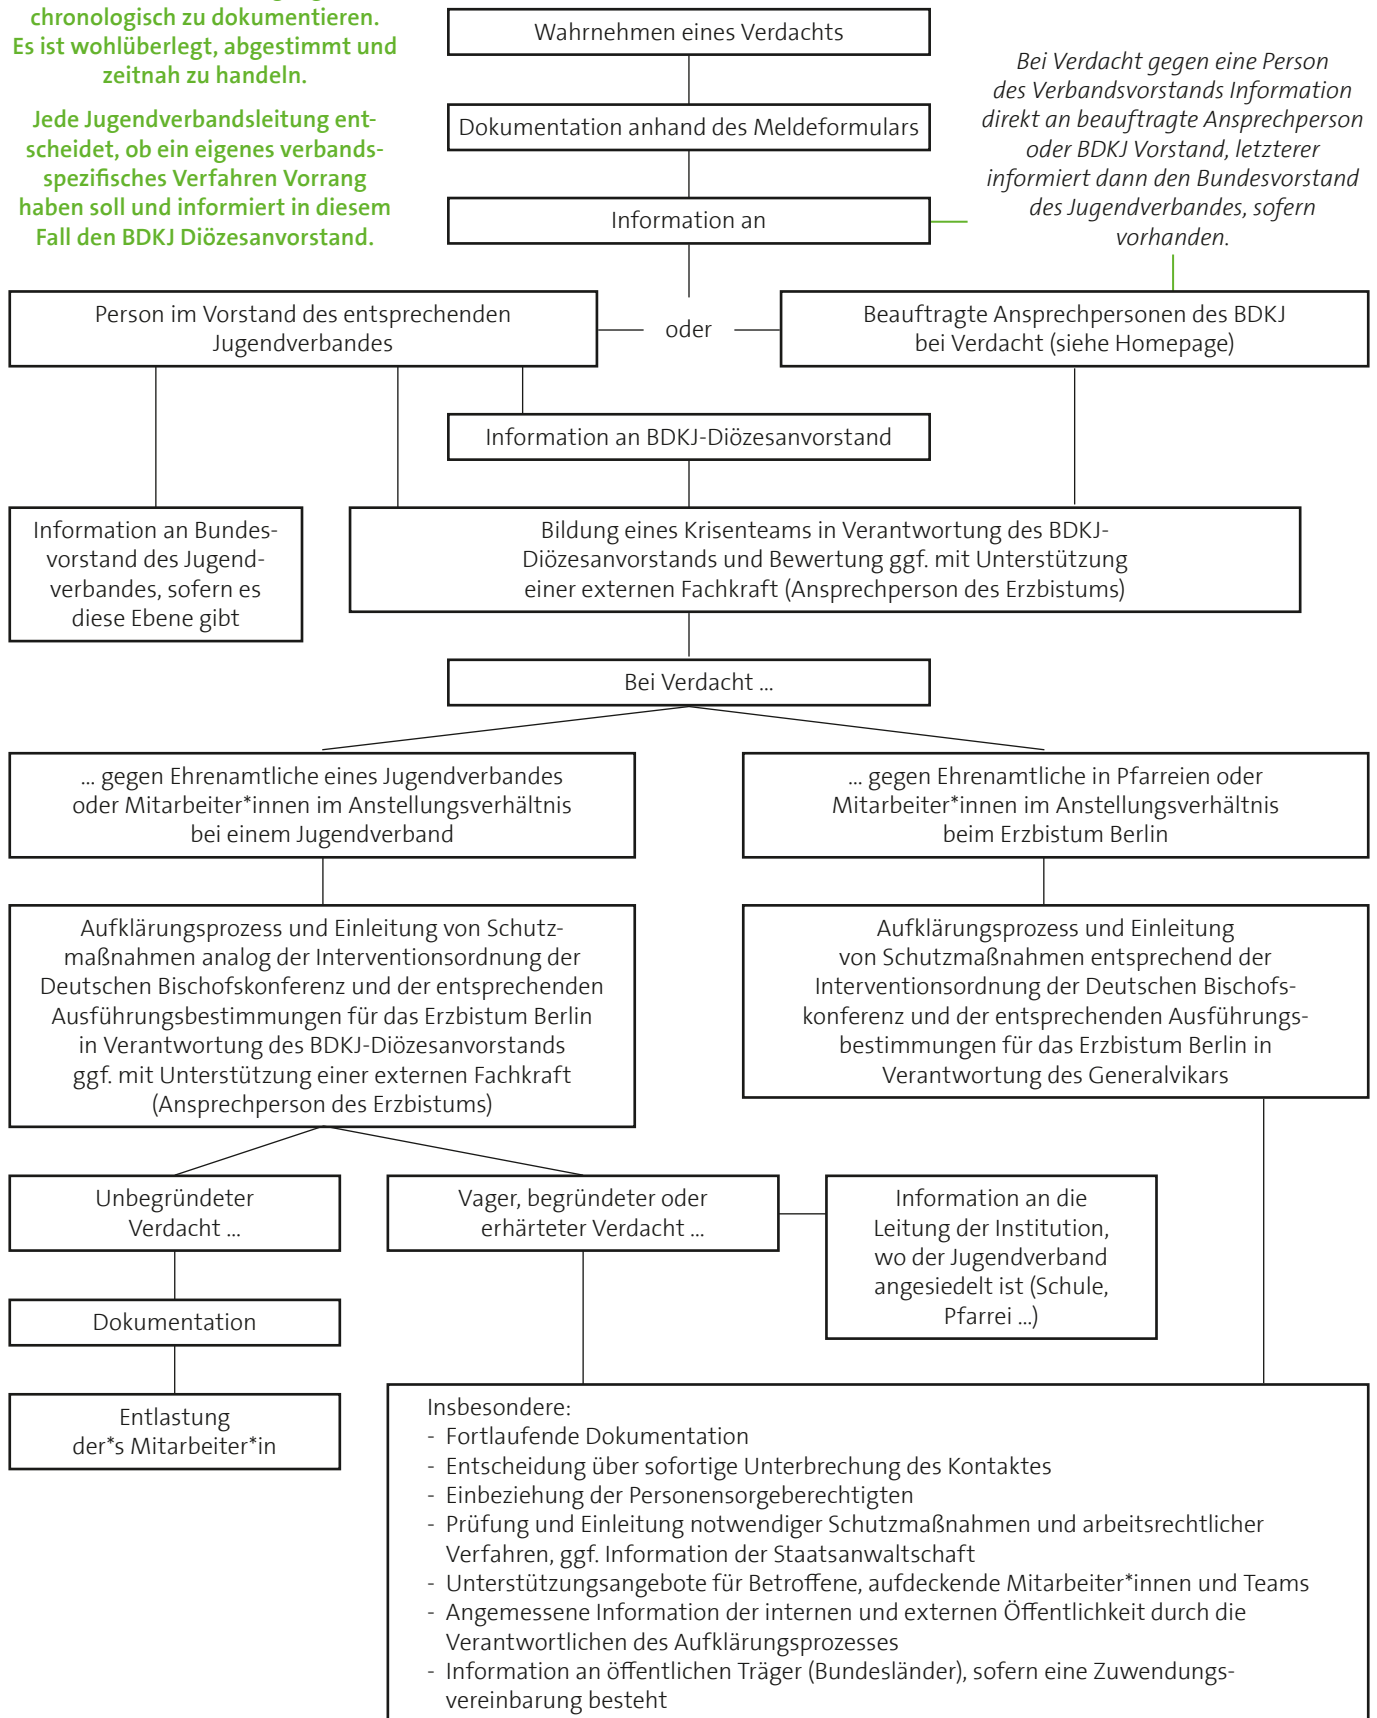 chronologisch zu dokumentieren.
Es ist wohlüberlegt, abgestimmt und
zeitnah zu handeln.
Jede Jugendverbandsleitung ent-
scheidet, ob ein eigenes verbands-
spezifisches Verfahren Vorrang
haben soll und informiert in diesem
Fall den BDKJ Diözesanvorstand.
Wahrnehmen eines Verdachts
Dokumentation anhand des Meldeformulars
Information an
Bei Verdacht gegen eine Person
des Verbandsvorstands Information
direkt an beauftragte Ansprechperson
oder BDKJ Vorstand, letzterer
informiert dann den Bundesvorstand
des Jugendverbandes, sofern
vorhanden.
Person im Vorstand des entsprechenden
Jugendverbandes
oder
Beauftragte Ansprechpersonen des BDKJ
bei Verdacht (siehe Homepage)
Information an BDKJ-Diözesanvorstand
Information an Bundes-
vorstand des Jugend-
verbandes, sofern es
diese Ebene gibt
Bildung eines Krisenteams in Verantwortung des BDKJ-
Diözesanvorstands und Bewertung ggf. mit Unterstützung
einer externen Fachkraft (Ansprechperson des Erzbistums)
Bei Verdacht ...
... gegen Ehrenamtliche eines Jugendverbandes
oder Mitarbeiter*innen im Anstellungsverhältnis
bei einem Jugendverband
... gegen Ehrenamtliche in Pfarreien oder
Mitarbeiter*innen im Anstellungsverhältnis
beim Erzbistum Berlin
Aufklärungsprozess und Einleitung von Schutz-
maßnahmen analog der Interventionsordnung der
Deutschen Bischofskonferenz und der entsprechenden
Ausführungsbestimmungen für das Erzbistum Berlin
in Verantwortung des BDKJ-Diözesanvorstands
ggf. mit Unterstützung einer externen Fachkraft
(Ansprechperson des Erzbistums)
Aufklärungsprozess und Einleitung
von Schutzmaßnahmen entsprechend der
Interventionsordnung der Deutschen Bischofs-
konferenz und der entsprechenden Ausführungs-
bestimmungen für das Erzbistum Berlin in
Verantwortung des Generalvikars
Unbegründeter
Verdacht ...
Vager, begründeter oder
erhärteter Verdacht ...
Information an die
Leitung der Institution,
wo der Jugendverband
angesiedelt ist (Schule,
Pfarrei ...)
Dokumentation
Entlastung
der*s Mitarbeiter*in
Insbesondere:
- Fortlaufende Dokumentation
- Entscheidung über sofortige Unterbrechung des Kontaktes
- Einbeziehung der Personensorgeberechtigten
- Prüfung und Einleitung notwendiger Schutzmaßnahmen und arbeitsrechtlicher
Verfahren, ggf. Information der Staatsanwaltschaft
- Unterstützungsangebote für Betroffene, aufdeckende Mitarbeiter*innen und Teams
- Angemessene Information der internen und externen Öffentlichkeit durch die
Verantwortlichen des Aufklärungsprozesses
- Information an öffentlichen Träger (Bundesländer), sofern eine Zuwendungs-
vereinbarung besteht